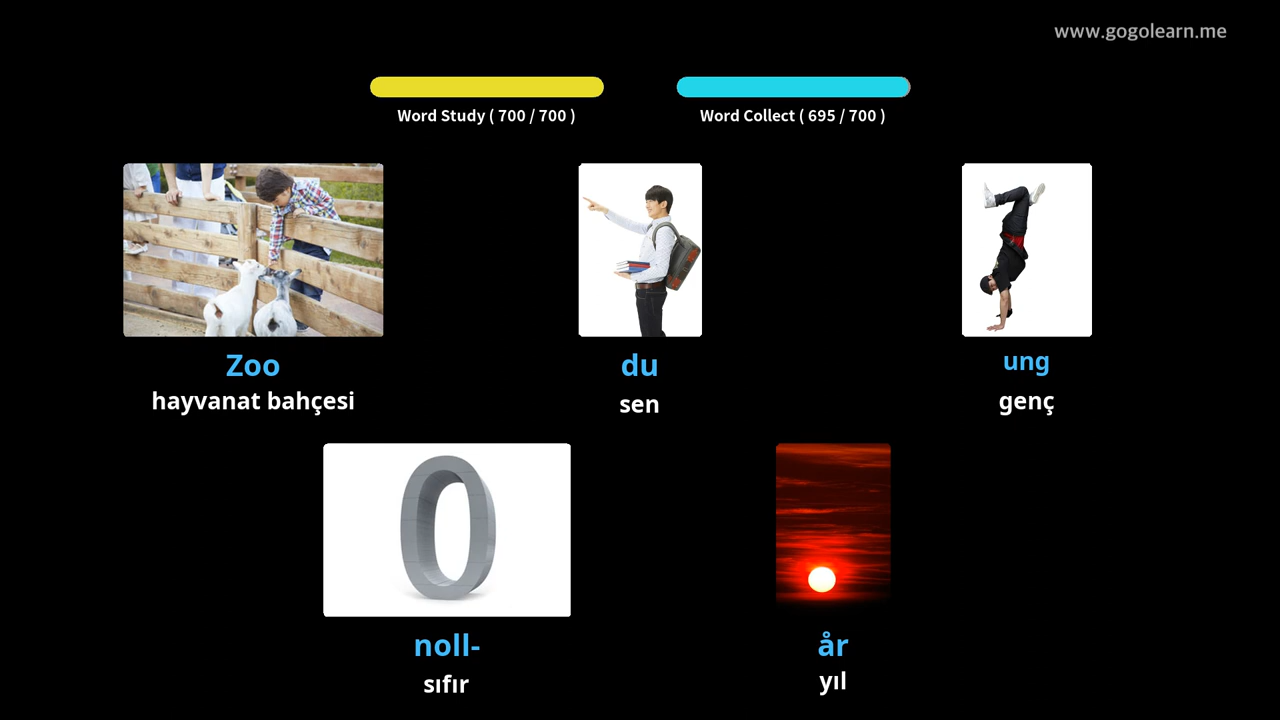 www.gogolearn.me
Word Study ( 700 / 700 )
Word Collect ( 695 / 700 )
Zoo
hayvanat bahçesi
du
sen
ung
genç
0
noll-
sıfır
år
yıl